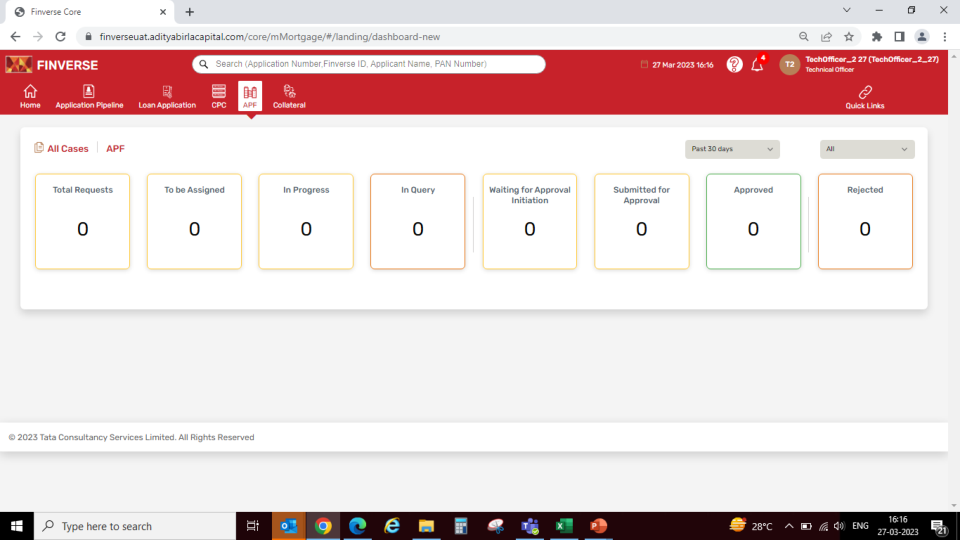 Finverse Core
finverseuat.adityabirlacapital.com/core/mMortgage/#/landing/dashboard-new
FINVERSE
Search (Application Number,Finverse ID, Applicant Name, PAN Number)
27 Mar 2023 16:16
4
T2
TechOfficer_2 27 (TechOfficer_2_27)
Technical Officer
Home
Application Pipeline
Loan Application
CPC
APF
Collateral
Quick Links
All Cases
APF
Past 30 days
All
Total Requests
0
To be Assigned
0
In Progress
0
In Query
0
Waiting for Approval
Initiation
0
Submitted for
Approval
0
Approved
0
Rejected
0
© 2023 Tata Consultancy Services Limited. All Rights Reserved
Type here to search
28°C
ENG
16:16
27-03-2023
21